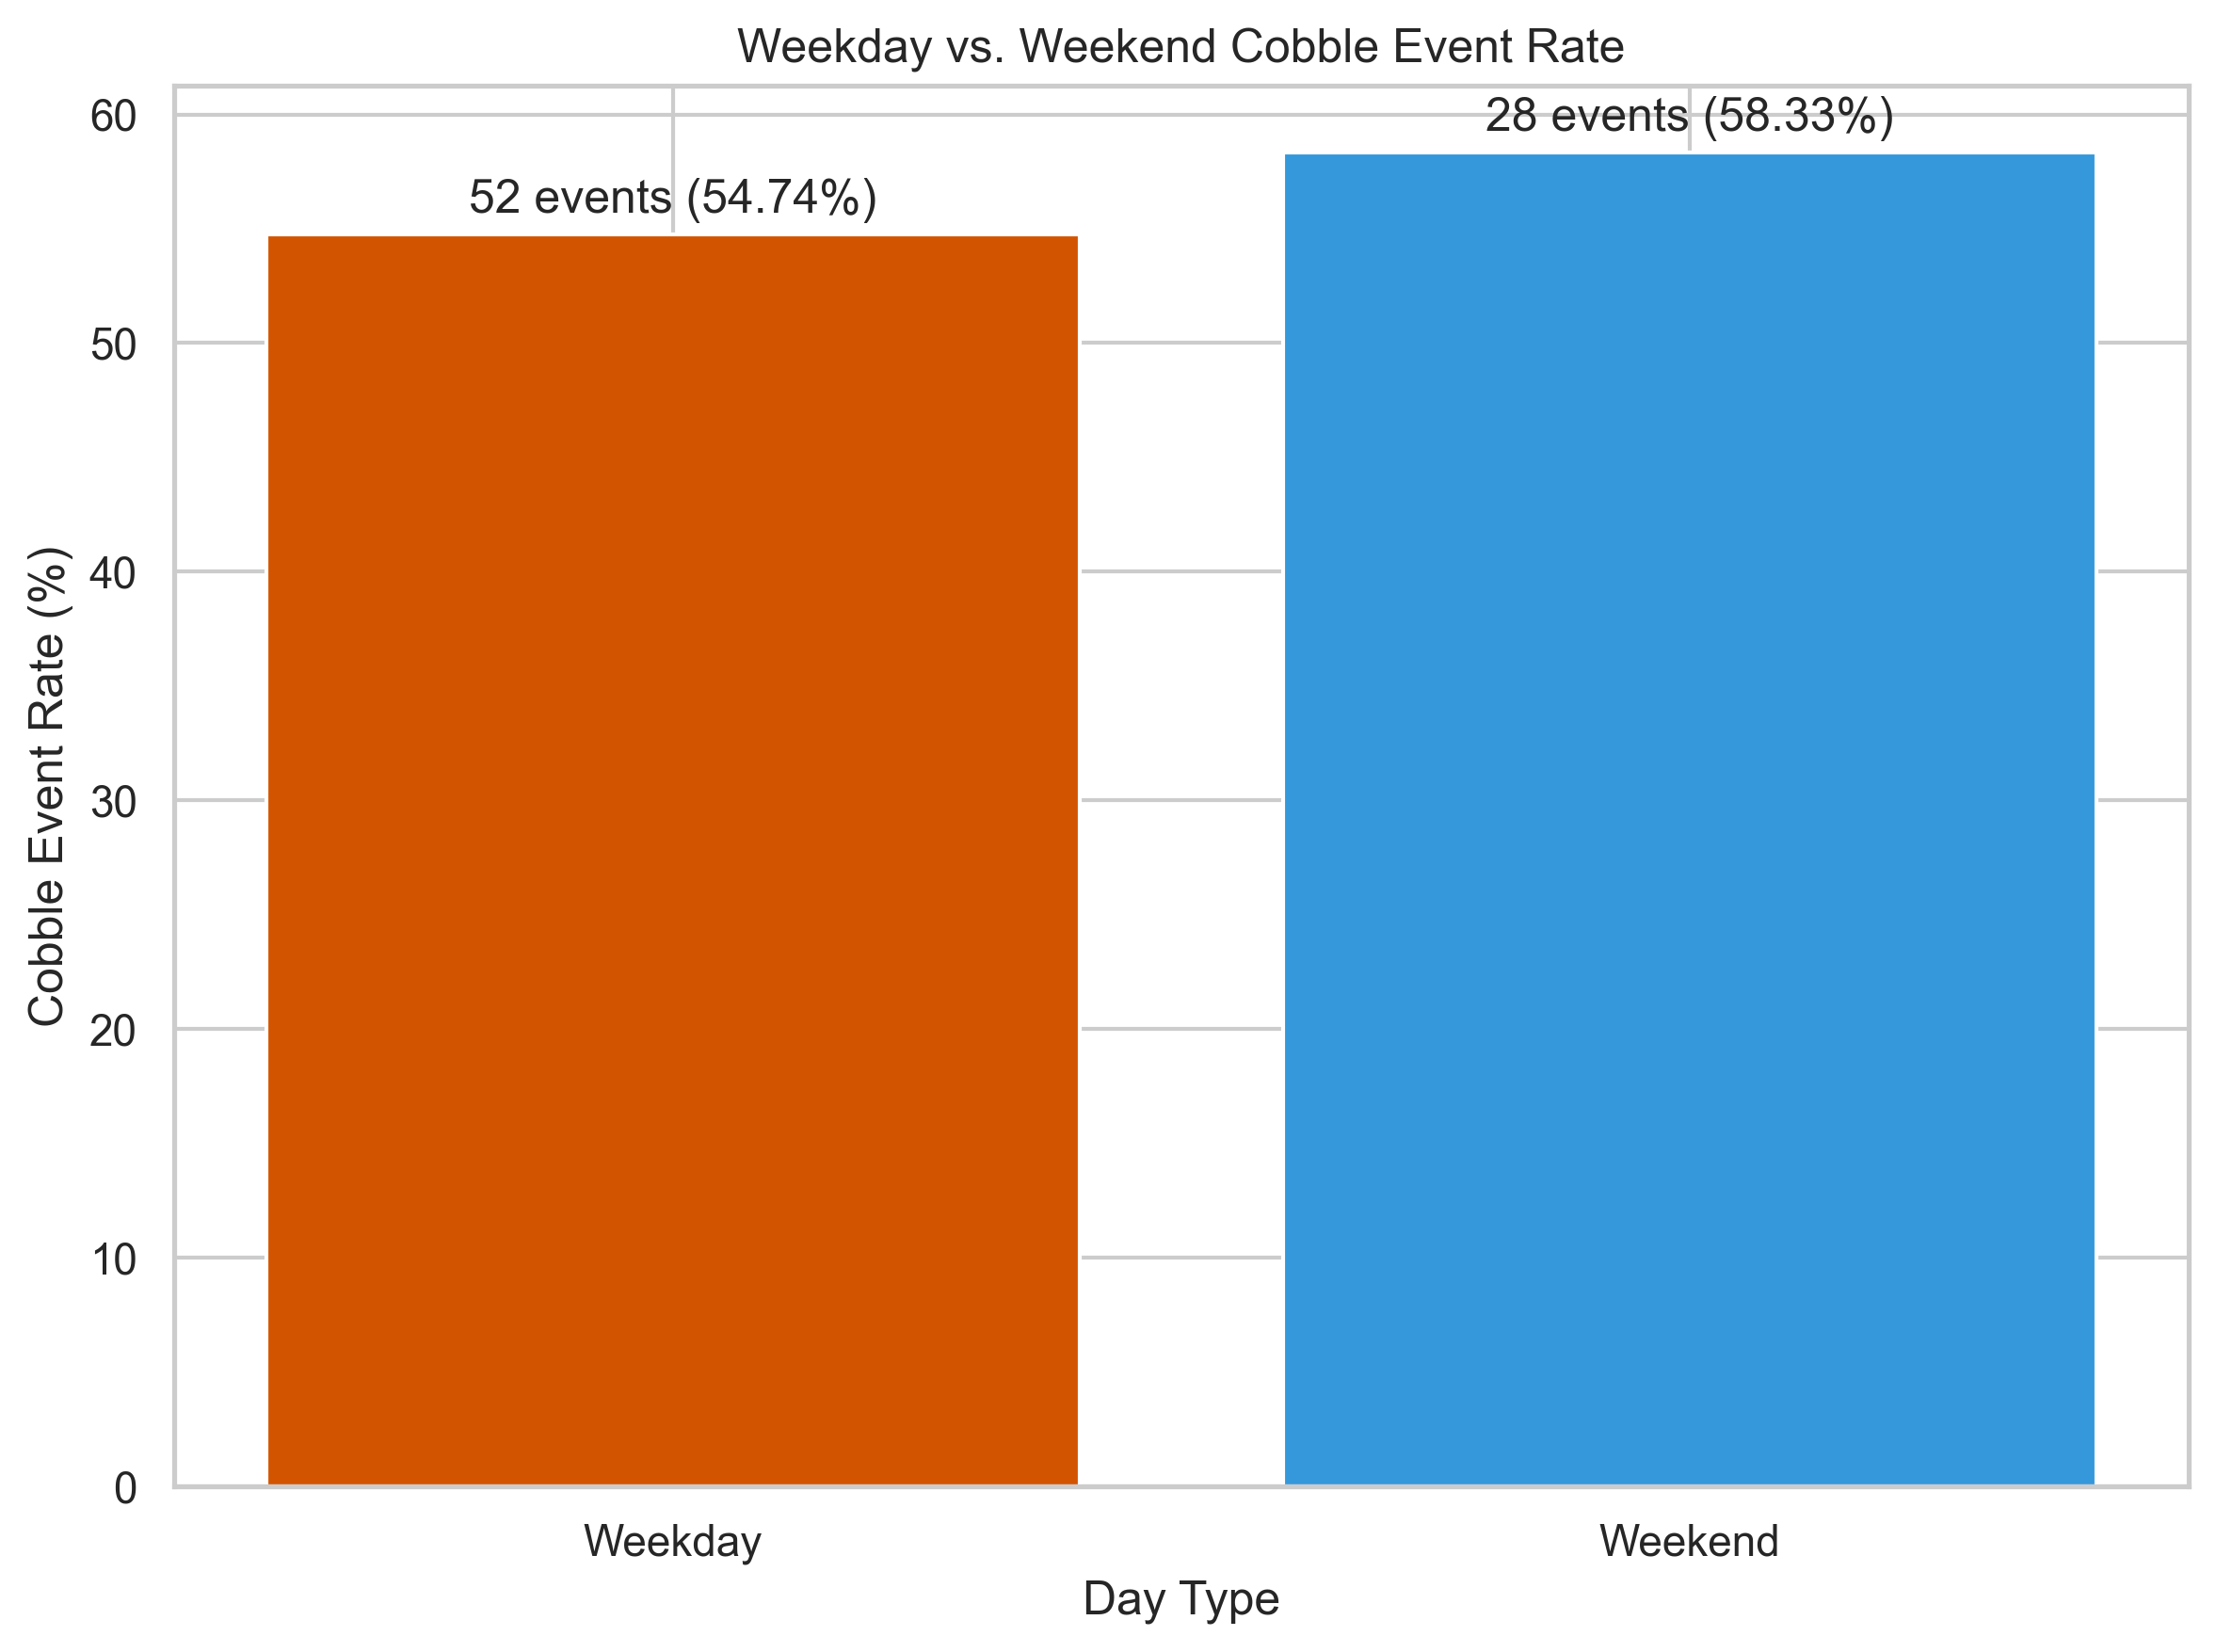 Weekday vs. Weekend Cobble Event Rate
60
50
40
30
20
10
0
Cobble Event Rate (%)
52 events (54.74%)
28 events (58.33%)
Weekday
Weekend
Day Type